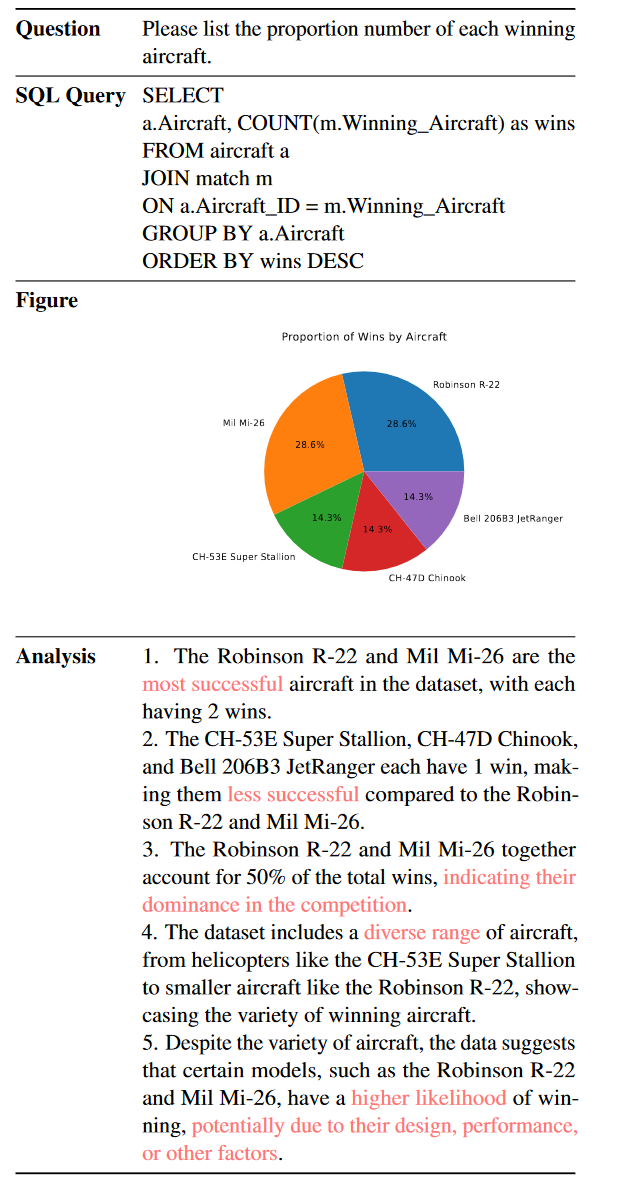 Question Please list the proportion number of each winning
aircraft.
SQL Query SELECT
a.Aircraft, COUNT(m.Winning_Aircraft) as wins
FROM aircraft a
JOIN match m
ON a.Aircraft_ID = m.Winning_Aircraft
GROUP BY a.Aircraft
ORDER BY wins DESC
Figure
Proportion of Wins by Aircraft
Robinson R-22
28.6%
Mil Mi-26
28.6%
14.3%
Bell 206B3 JetRanger
14.3%
14.3%
CH-53E Super Stallion
CH-47D Chinook
Analysis 1. The Robinson R-22 and Mil Mi-26 are the
most successful aircraft in the dataset, with each
having 2 wins.
2. The CH-53E Super Stallion, CH-47D Chinook,
and Bell 206B3 JetRanger each have 1 win, mak-
ing them less successful compared to the Robin-
son R-22 and Mil Mi-26.
3. The Robinson R-22 and Mil Mi-26 together
account for 50% of the total wins, indicating their
dominance in the competition.
4. The dataset includes a diverse range of aircraft,
from helicopters like the CH-53E Super Stallion
to smaller aircraft like the Robinson R-22, show-
casing the variety of winning aircraft.
5. Despite the variety of aircraft, the data suggests
that certain models, such as the Robinson R-22
and Mil Mi-26, have a higher likelihood of win-
ning, potentially due to their design, performance,
or other factors.